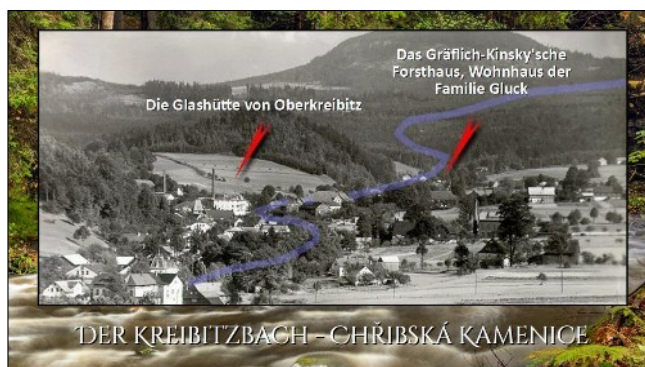 Das Gräflich-Kinsky'sche
Forsthaus, Wohnhaus der
Familie Gluck
Die Glashütte von Oberkreibitz
DER KREIBITZBACH - CHŘIBSKÁ KAMENICE